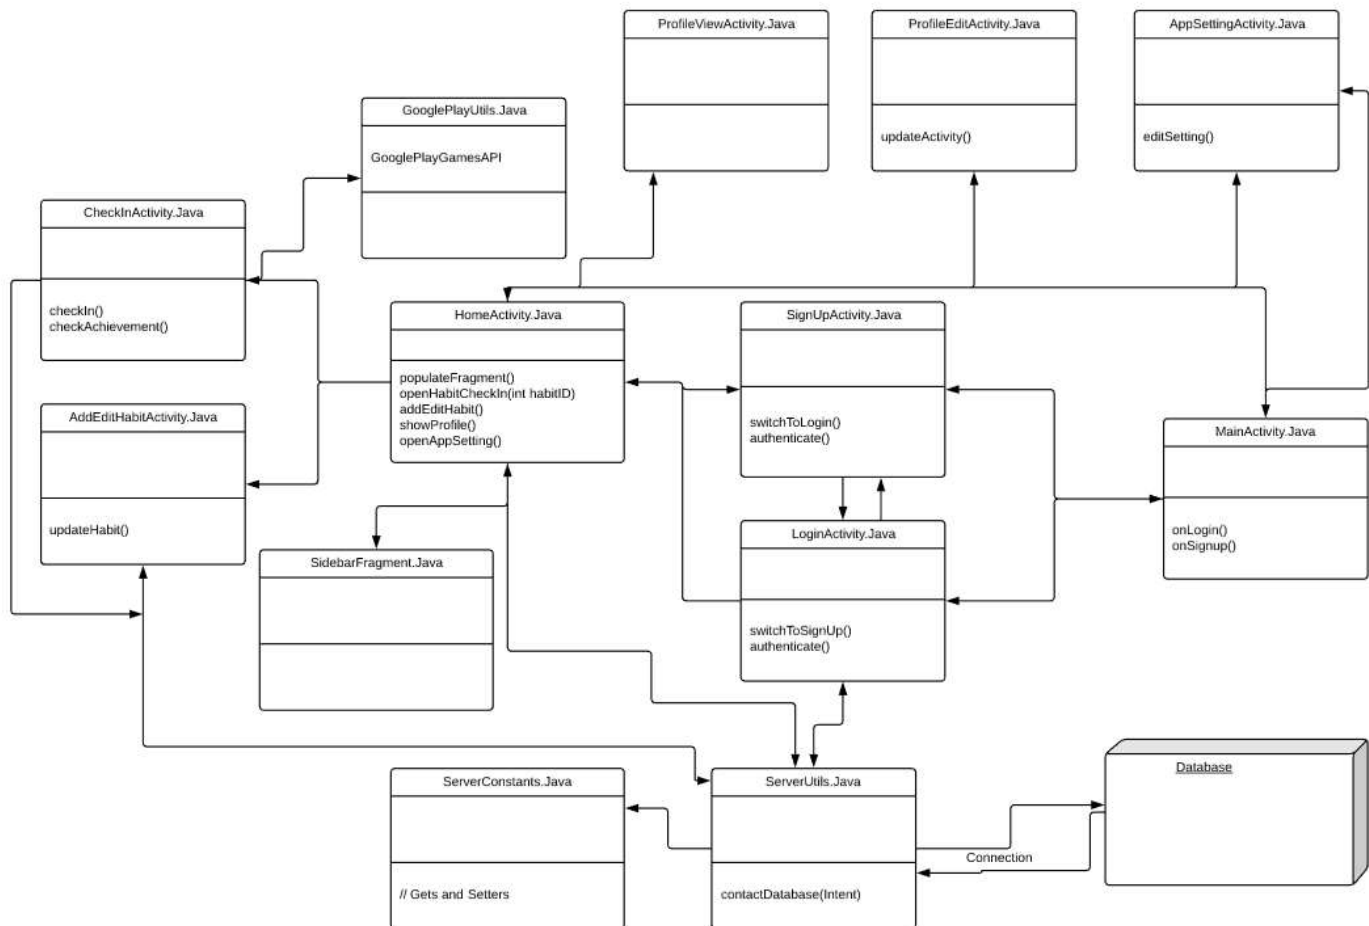 ProfileViewActivity.Java
ProfileEditActivity.Java
updateActivity()
AppSettingActivity.Java
editSetting()
GooglePlayUtils.Java
GooglePlayGamesAPI
CheckInActivity.Java
checkIn()
checkAchievement()
HomeActivity.Java
populateFragment()
openHabitCheckIn(int habitID)
addEditHabit()
showProfile()
openAppSetting()
SignUpActivity.Java
switchToLogin()
authenticate()
AddEditHabitActivity.Java
updateHabit()
MainActivity.Java
onLogin()
onSignup()
LoginActivity.Java
switchToSignUp()
authenticate()
SidebarFragment.Java
ServerConstants.Java
// Gets and Setters
ServerUtils.Java
contactDatabase(Intent)
Database
Connection